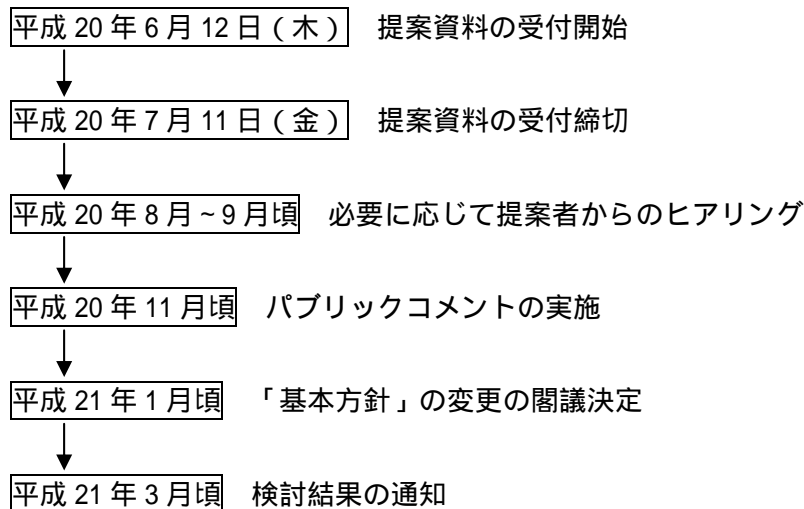 平成 20 年 6 月 12 日（木） 提案資料の受付開始
平成 20 年 7 月 11 日（金） 提案資料の受付締切
平成 20 年 8 月～9 月頃 必要に応じて提案者からのヒアリング
平成 20 年 11 月頃 パブリックコメントの実施
平成 21 年 1 月頃 「基本方針」の変更の閣議決定
平成 21 年 3 月頃 検討結果の通知